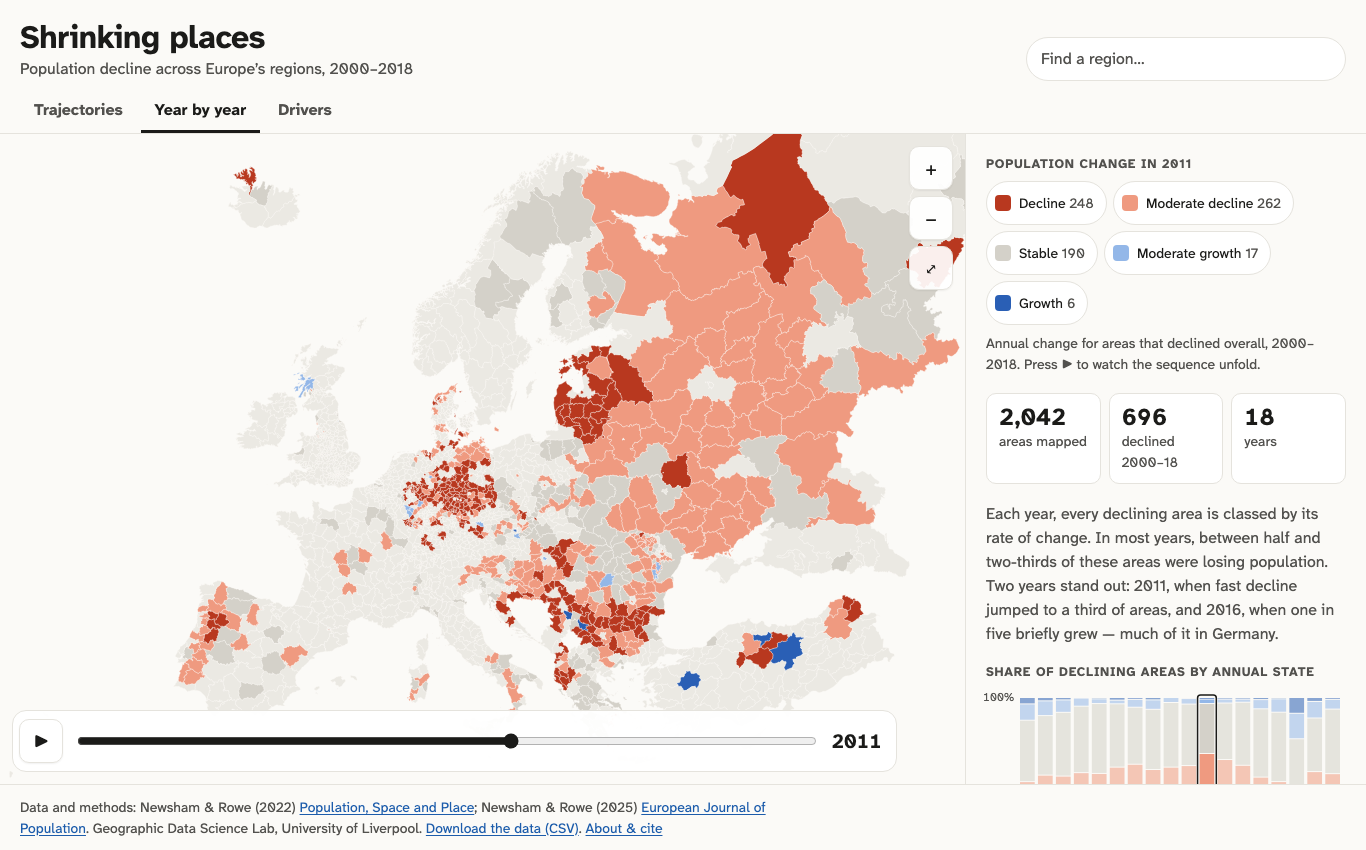 Shrinking places
Population decline across Europe's regions, 2000–2018
Find a region...
Trajectories
Year by year
Drivers
+
−
POPULATION CHANGE IN 2011
Decline 248
Moderate decline 262
Stable 190
Moderate growth 17
Growth 6
Annual change for areas that declined overall, 2000–
2018. Press ▶ to watch the sequence unfold.
2,042
areas mapped
696
declined
2000–18
18
years
Each year, every declining area is classed by its
rate of change. In most years, between half and
two-thirds of these areas were losing population.
Two years stand out: 2011, when fast decline
jumped to a third of areas, and 2016, when one in
five briefly grew — much of it in Germany.
SHARE OF DECLINING AREAS BY ANNUAL STATE
100%
2011
Data and methods: Newsham & Rowe (2022) Population, Space and Place; Newsham & Rowe (2025) European Journal of
Population. Geographic Data Science Lab, University of Liverpool. Download the data (CSV). About & cite